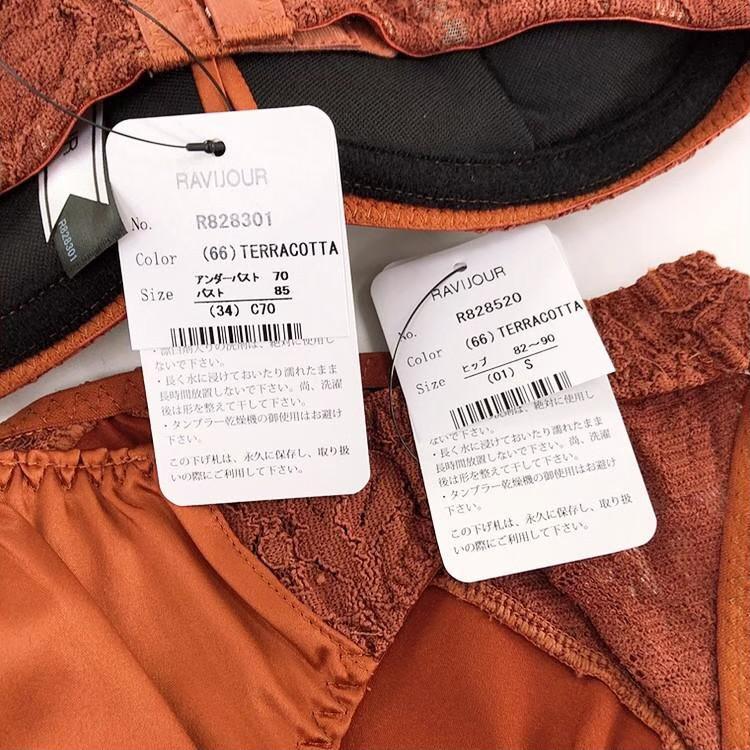 RAVIJOUR
No. R828301
Color (66) TERRACOTTA
Size アンダーバスト 70
バスト 85
(34) C70
ないで下さい。
・長く水に浸けておいたり濡れたまま
長時間放置しないで下さい。尚、洗濯
後は形を整えて干して下さい。
・タンブラー乾燥機の御使用はお避け
下さい。
この下げ札は、永久に保存し、取り扱
いの際にご利用して下さい。
R828301
RAVIJOUR
No. R828520
Color (66) TERRACOTTA
Size ヒップ 82～90
(01) S
ないで下さい。
・長く水に浸けておいたり濡れたまま
長時間放置しないで下さい。尚、洗濯
後は形を整えて干して下さい。
・タンブラー乾燥機の御使用はお避け
下さい。
この下げ札は、永久に保存し、取り扱
いの際にご利用して下さい。